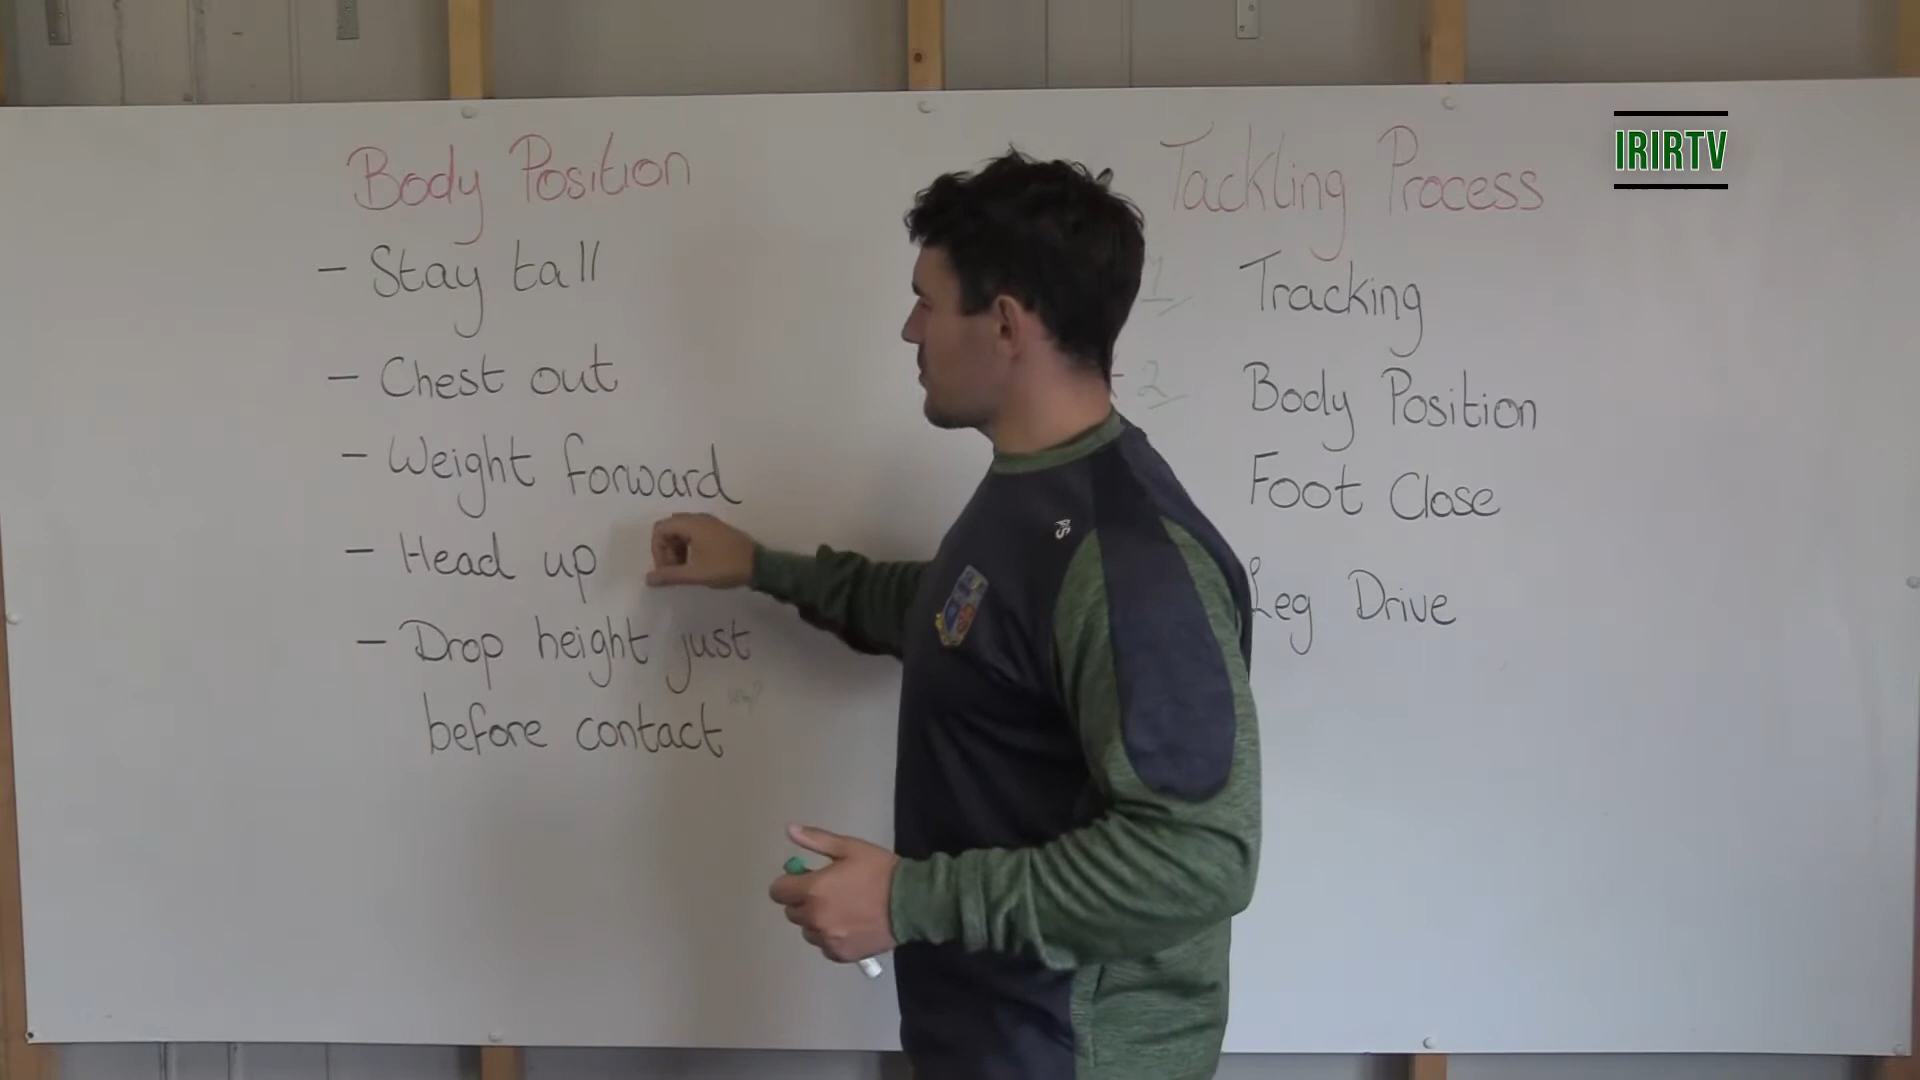 Body Position
- Stay tall
- Chest out
- Weight forward
- Head up
- Drop height just
before contact
Why?
Tackling Process
1 Tracking
2 Body Position
Foot Close
Leg Drive
IRIRTV